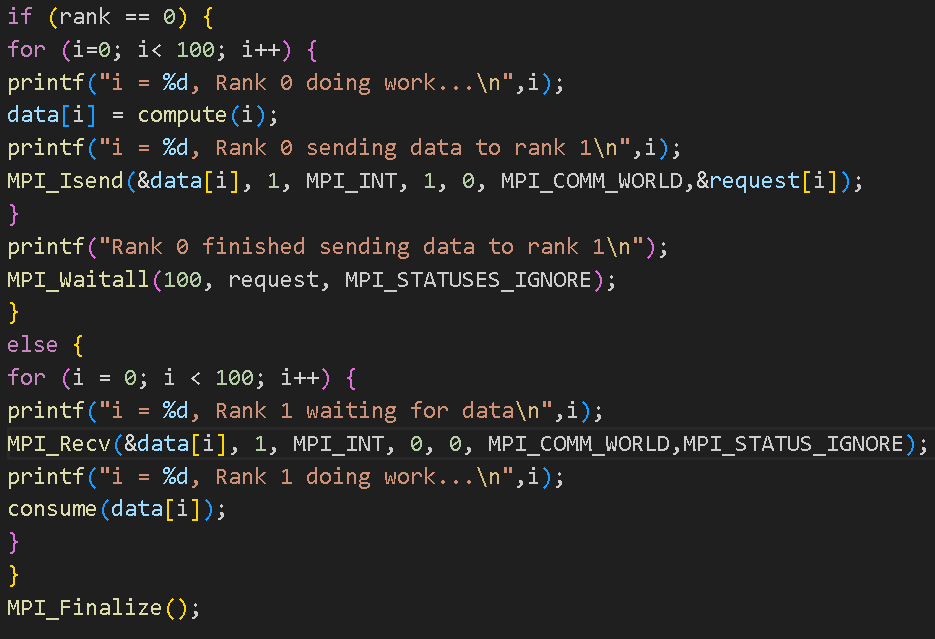 if (rank == 0) {
for (i=0; i< 100; i++) {
printf("i = %d, Rank 0 doing work...\n",i);
data[i] = compute(i);
printf("i = %d, Rank 0 sending data to rank 1\n",i);
MPI_Isend(&data[i], 1, MPI_INT, 1, 0, MPI_COMM_WORLD,&request[i]);
}
printf("Rank 0 finished sending data to rank 1\n");
MPI_Waitall(100, request, MPI_STATUSES_IGNORE);
}
else {
for (i = 0; i < 100; i++) {
printf("i = %d, Rank 1 waiting for data\n",i);
MPI_Recv(&data[i], 1, MPI_INT, 0, 0, MPI_COMM_WORLD,MPI_STATUS_IGNORE);
printf("i = %d, Rank 1 doing work...\n",i);
consume(data[i]);
}
}
MPI_Finalize();